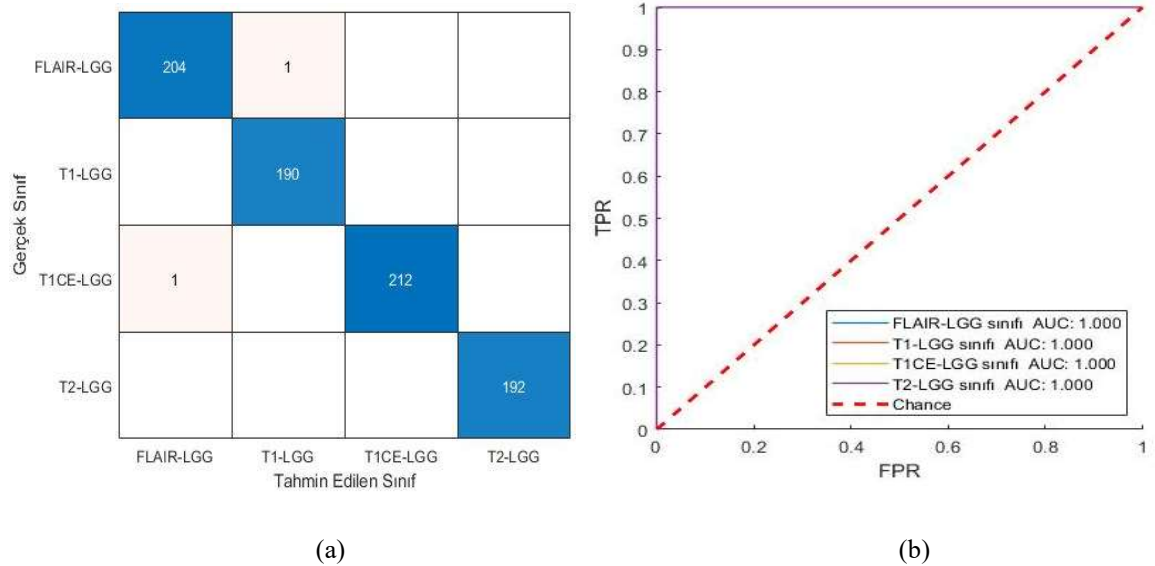 FLAIR-LGG
204
1
T1-LGG
190
T1CE-LGG
1
212
T2-LGG
192
FLAIR-LGG
T1-LGG
T1CE-LGG
T2-LGG
Gerçek Sınıf
Tahmin Edilen Sınıf
(a)
1
0.9
0.8
0.7
0.6
0.5
0.4
0.3
0.2
0.1
0
TPR
FLAIR-LGG sınıfı AUC: 1.000
T1-LGG sınıfı AUC: 1.000
T1CE-LGG sınıfı AUC: 1.000
T2-LGG sınıfı AUC: 1.000
Chance
0
0.2
0.4
0.6
0.8
1
FPR
(b)